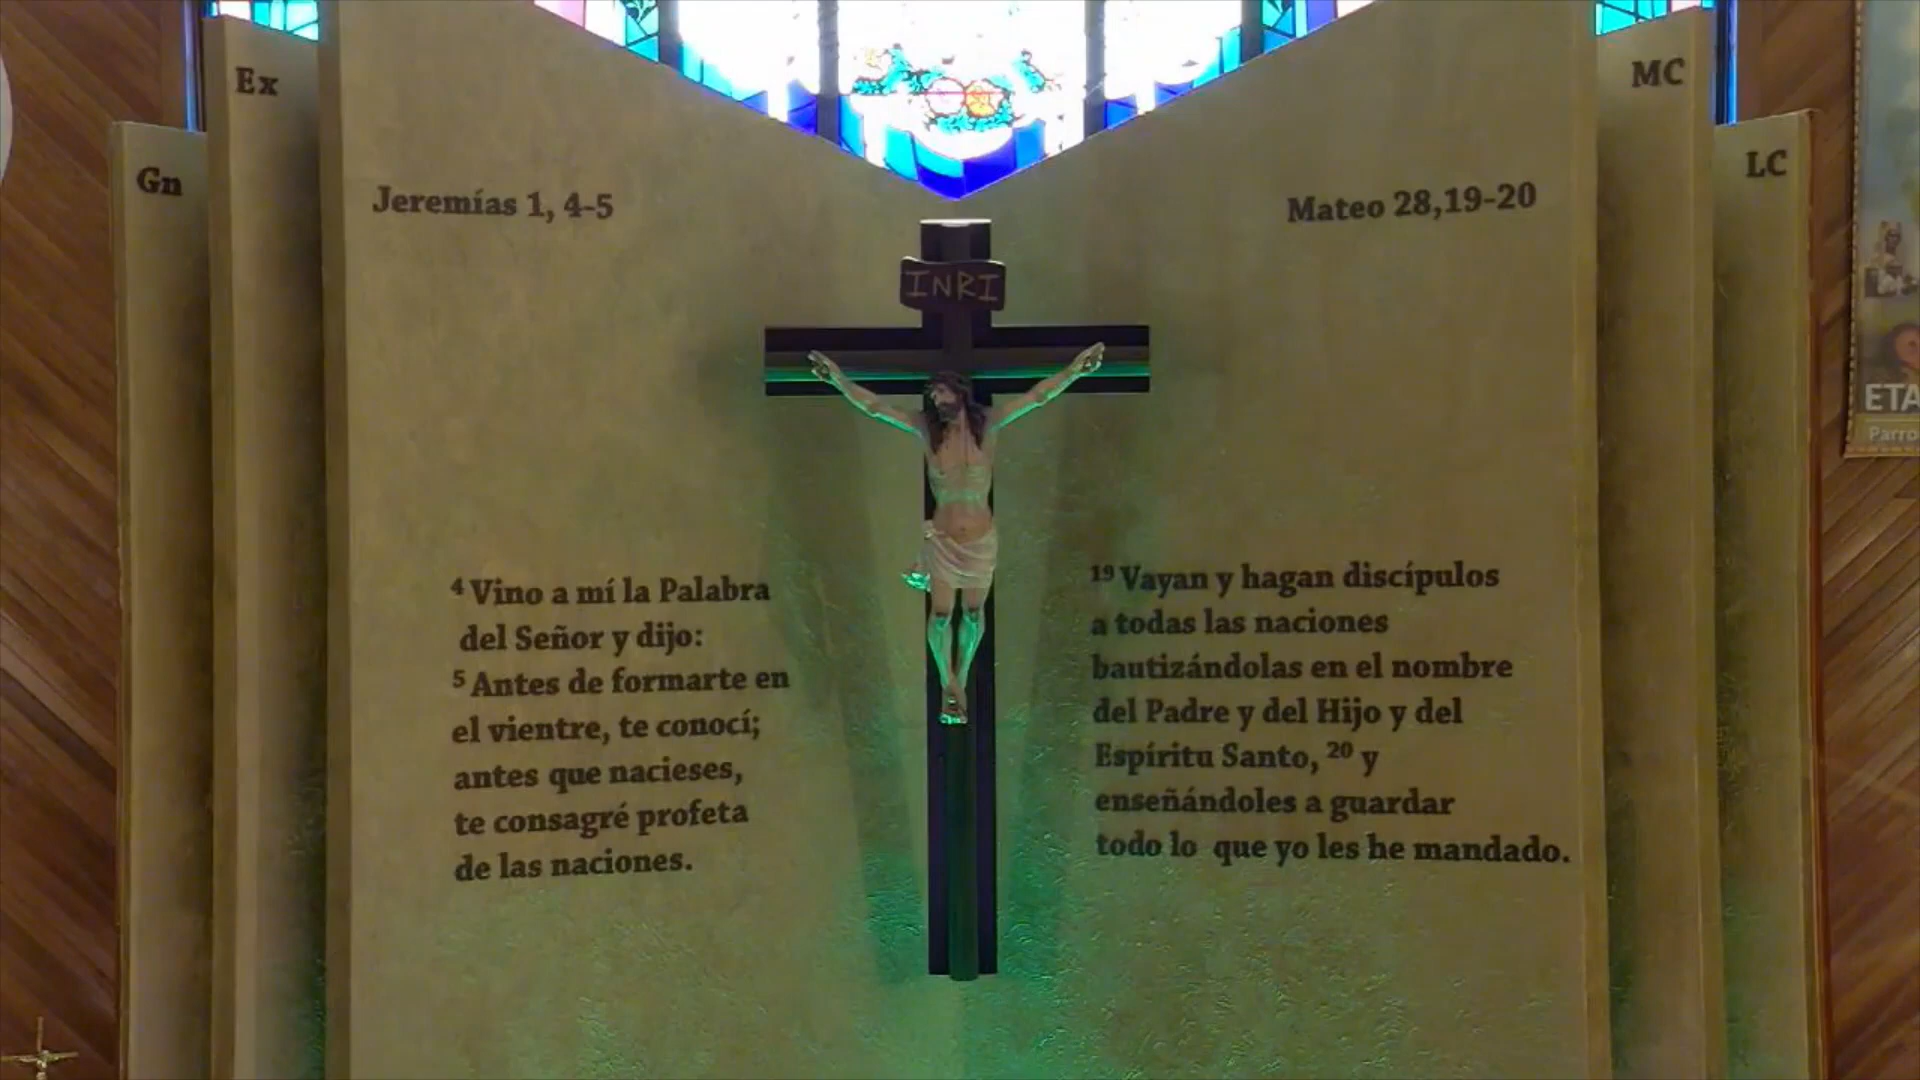 Gn
Ex
MC
LC
Jeremías 1, 4-5
Mateo 28,19-20
INRI
4 Vino a mí la Palabra
del Señor y dijo:
5 Antes de formarte en
el vientre, te conocí;
antes que nacieses,
te consagré profeta
de las naciones.
19 Vayan y hagan discípulos
a todas las naciones
bautizándolas en el nombre
del Padre y del Hijo y del
Espíritu Santo, 20 y
enseñándoles a guardar
todo lo que yo les he mandado.
ETA
Parro